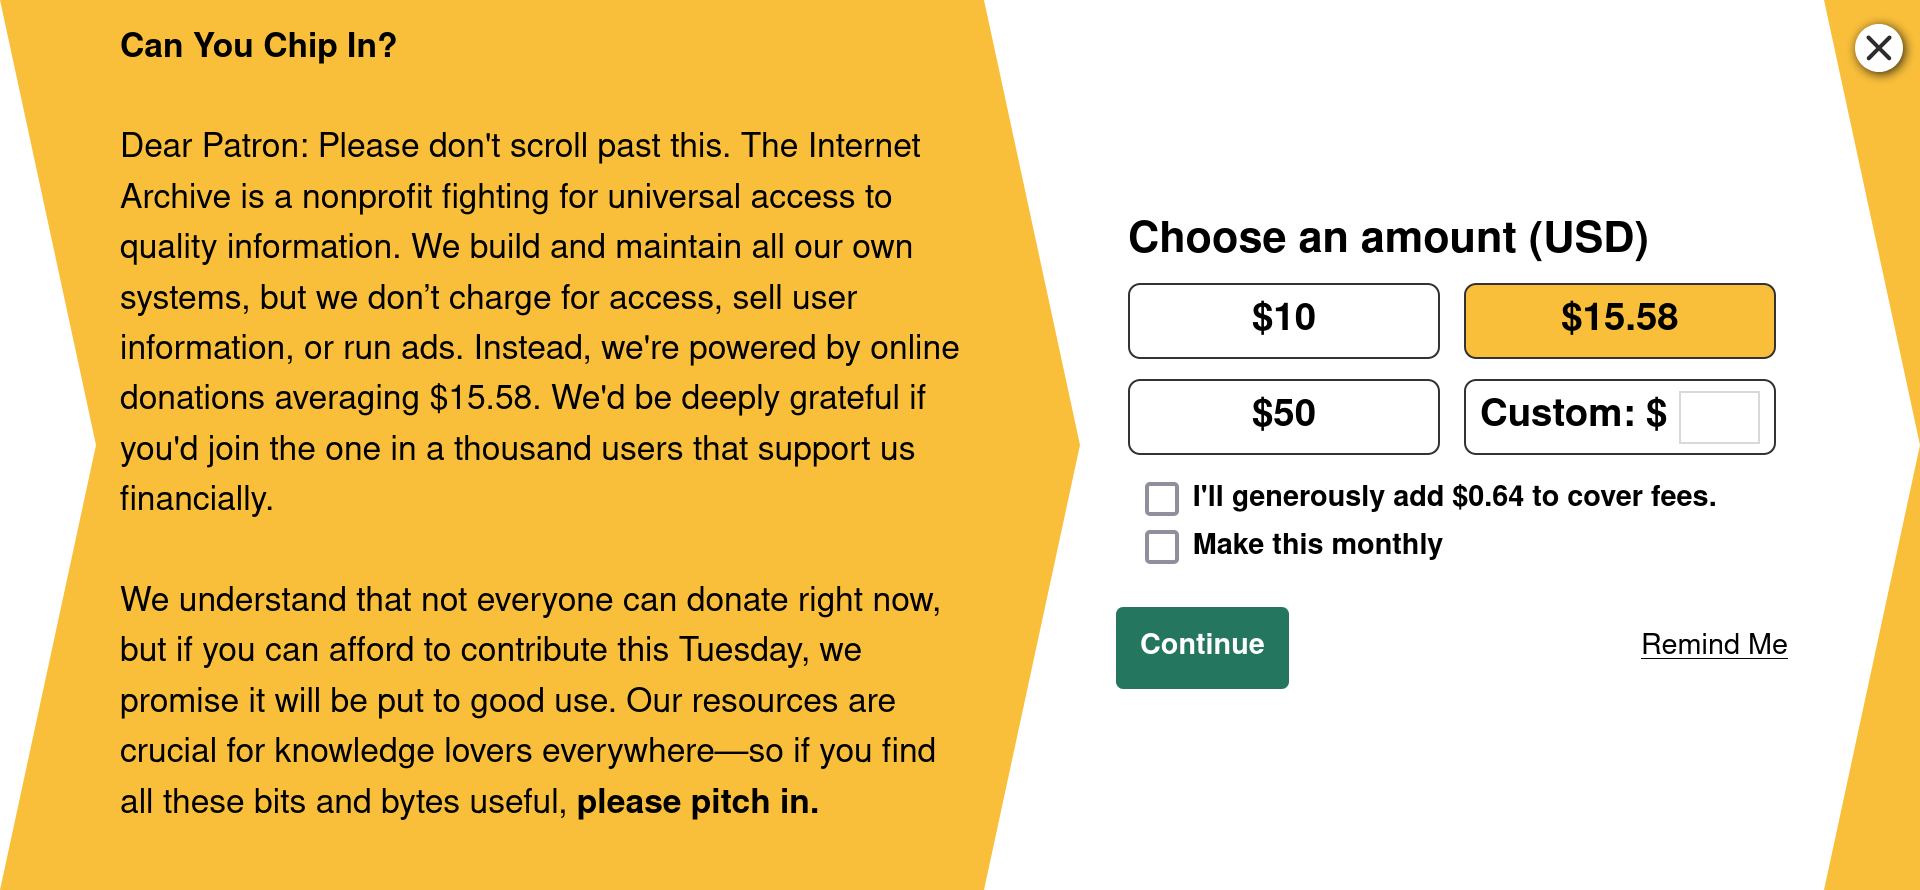 Can You Chip In?
Dear Patron: Please don't scroll past this. The Internet
Archive is a nonprofit fighting for universal access to
quality information. We build and maintain all our own
systems, but we don’t charge for access, sell user
information, or run ads. Instead, we're powered by online
donations averaging $15.58. We'd be deeply grateful if
you'd join the one in a thousand users that support us
financially.
We understand that not everyone can donate right now,
but if you can afford to contribute this Tuesday, we
promise it will be put to good use. Our resources are
crucial for knowledge lovers everywhere—so if you find
all these bits and bytes useful, please pitch in.
Choose an amount (USD)
$10
$15.58
$50
Custom: $
I'll generously add $0.64 to cover fees.
Make this monthly
Continue
Remind Me